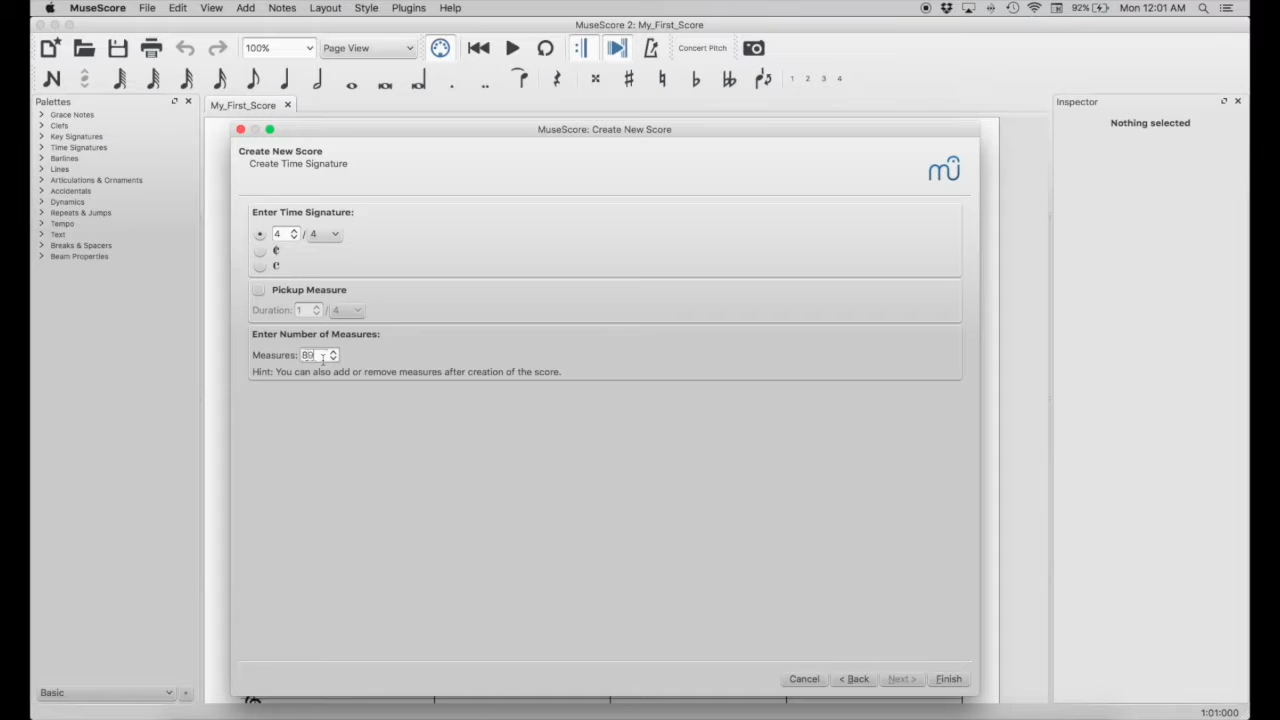 MuseScore File Edit View Add Notes Layout Style Plugins Help 92% Mon 12:01 AM
MuseScore 2: My_First_Score
100% Page View Concert Pitch
1 2 3 4
Palettes
Grace Notes
Clefs
Key Signatures
Time Signatures
Barlines
Lines
Articulations & Ornaments
Accidentals
Dynamics
Repeats & Jumps
Tempo
Text
Breaks & Spacers
Beam Properties
Basic
+
My_First_Score
MuseScore: Create New Score
Create New Score
Create Time Signature
Enter Time Signature:
4 / 4
Pickup Measure
Duration: 1 / 4
Enter Number of Measures:
Measures: 89
Hint: You can also add or remove measures after creation of the score.
Cancel < Back Next > Finish
Inspector
Nothing selected
1:01:000